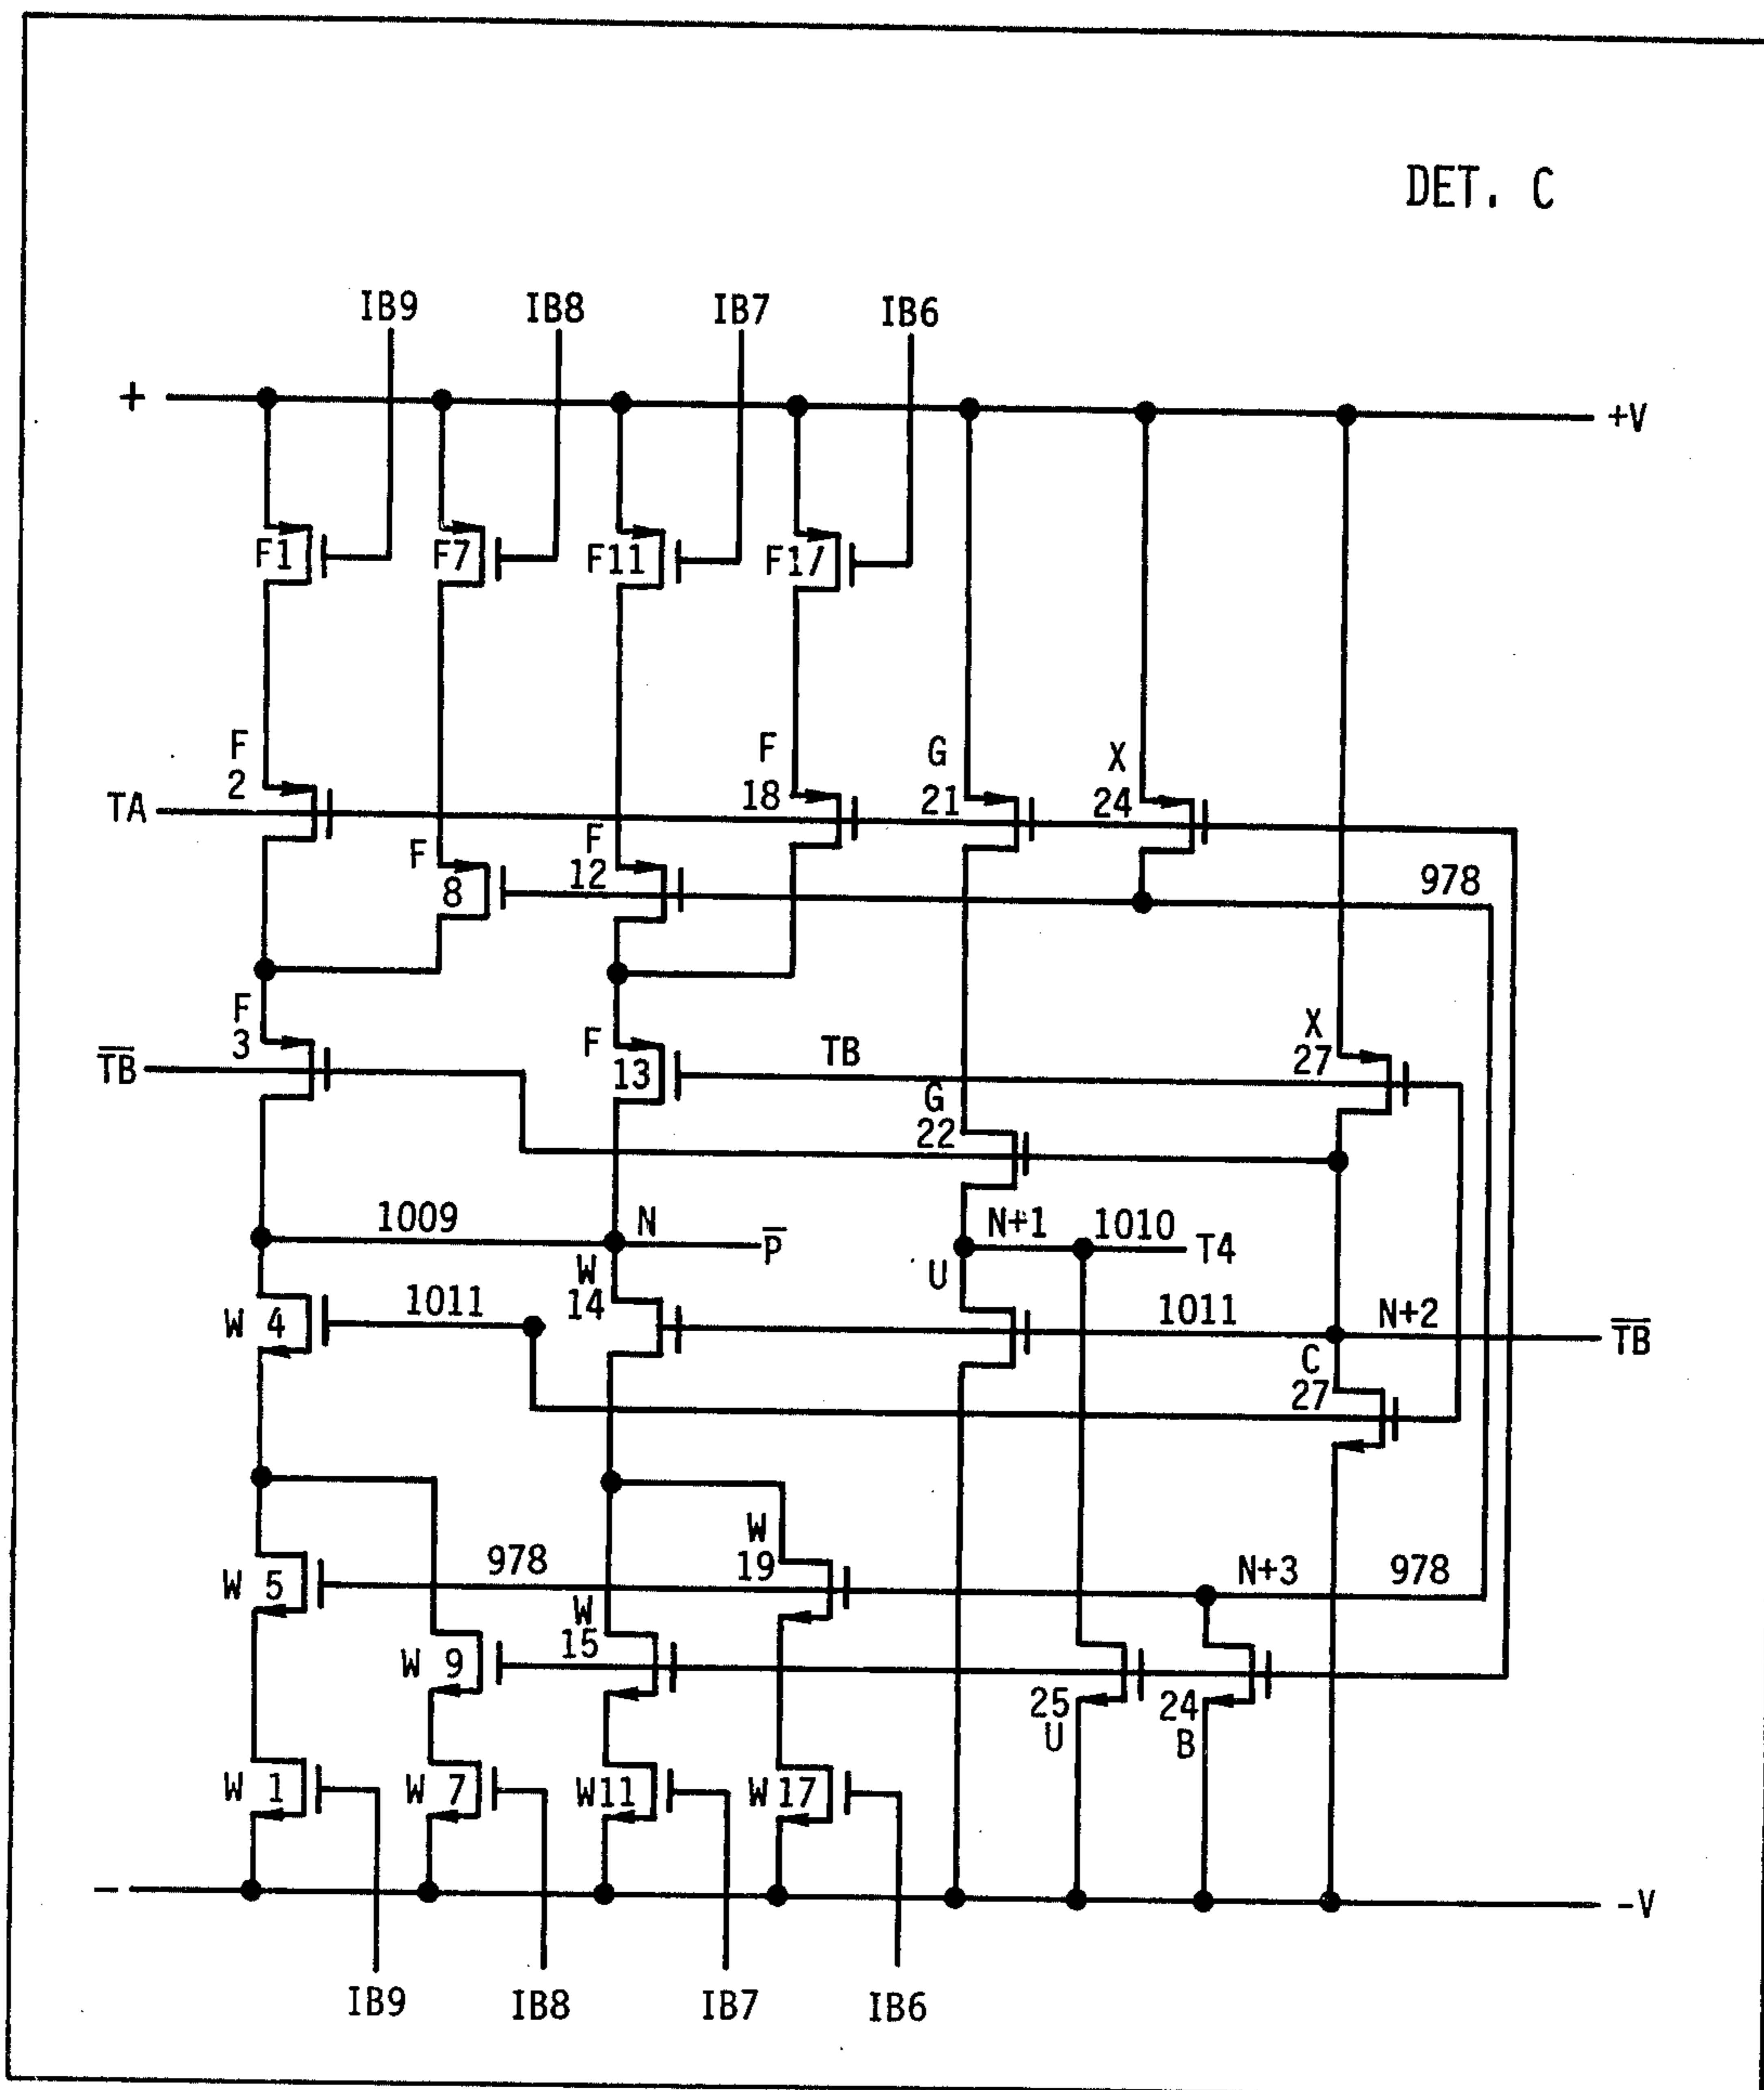 DET. C
IB9 IB8 IB7 IB6
+ +V
F1 F7 F11 F17
F
2
F
18
G
21
X
24
TA
F
8
F
12
978
F
3
F
13
TB
X
27
T̅B̅
G
22
1009 N P̅
N+1 1010 T4
W
14
U
W 4 1011
1011 N+2 T̅B̅
C
27
W 5 978
W
19
N+3 978
W 9
W
15
25
U
24
B
W 1 W 7 W11 W17
- -V
IB9 IB8 IB7 IB6